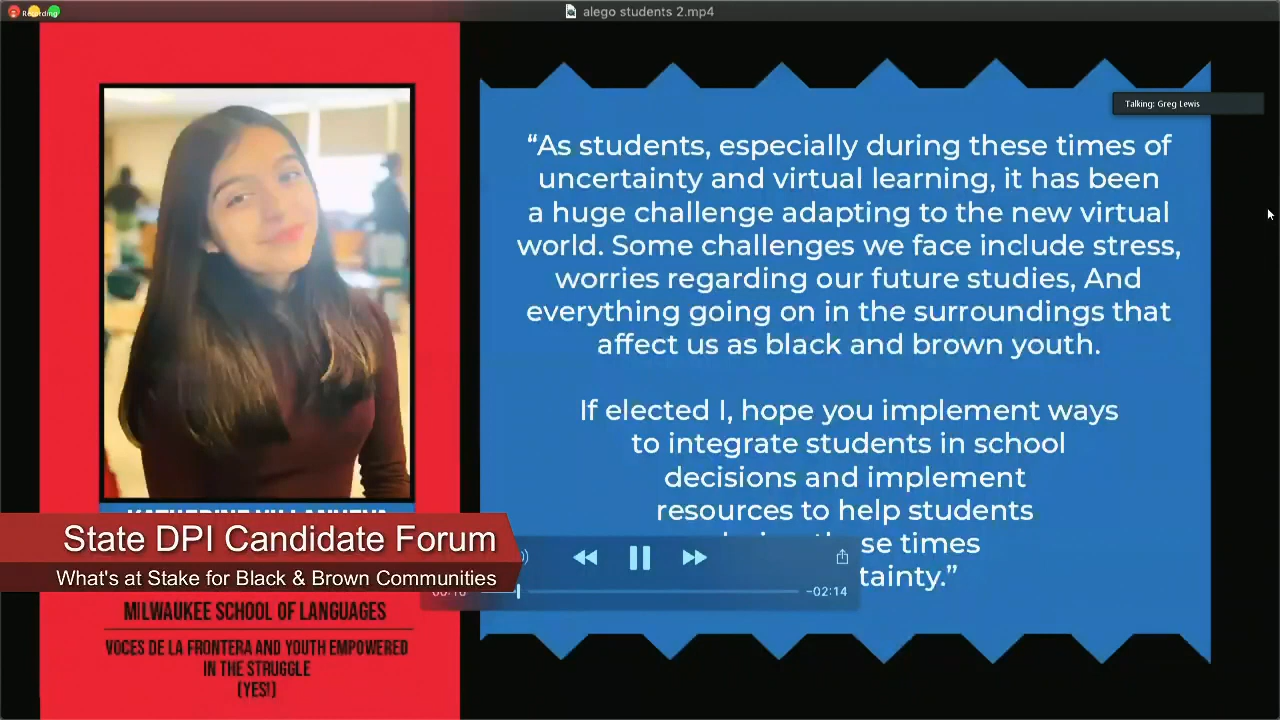 Recording
alego students 2.mp4
Talking: Greg Lewis
“As students, especially during these times of
uncertainty and virtual learning, it has been
a huge challenge adapting to the new virtual
world. Some challenges we face include stress,
worries regarding our future studies, And
everything going on in the surroundings that
affect us as black and brown youth.
If elected I, hope you implement ways
to integrate students in school
decisions and implement
resources to help students
these times
tainty.”
State DPI Candidate Forum
What's at Stake for Black & Brown Communities
-02:14
MILWAUKEE SCHOOL OF LANGUAGES
VOCES DE LA FRONTERA AND YOUTH EMPOWERED
IN THE STRUGGLE
(YES!)